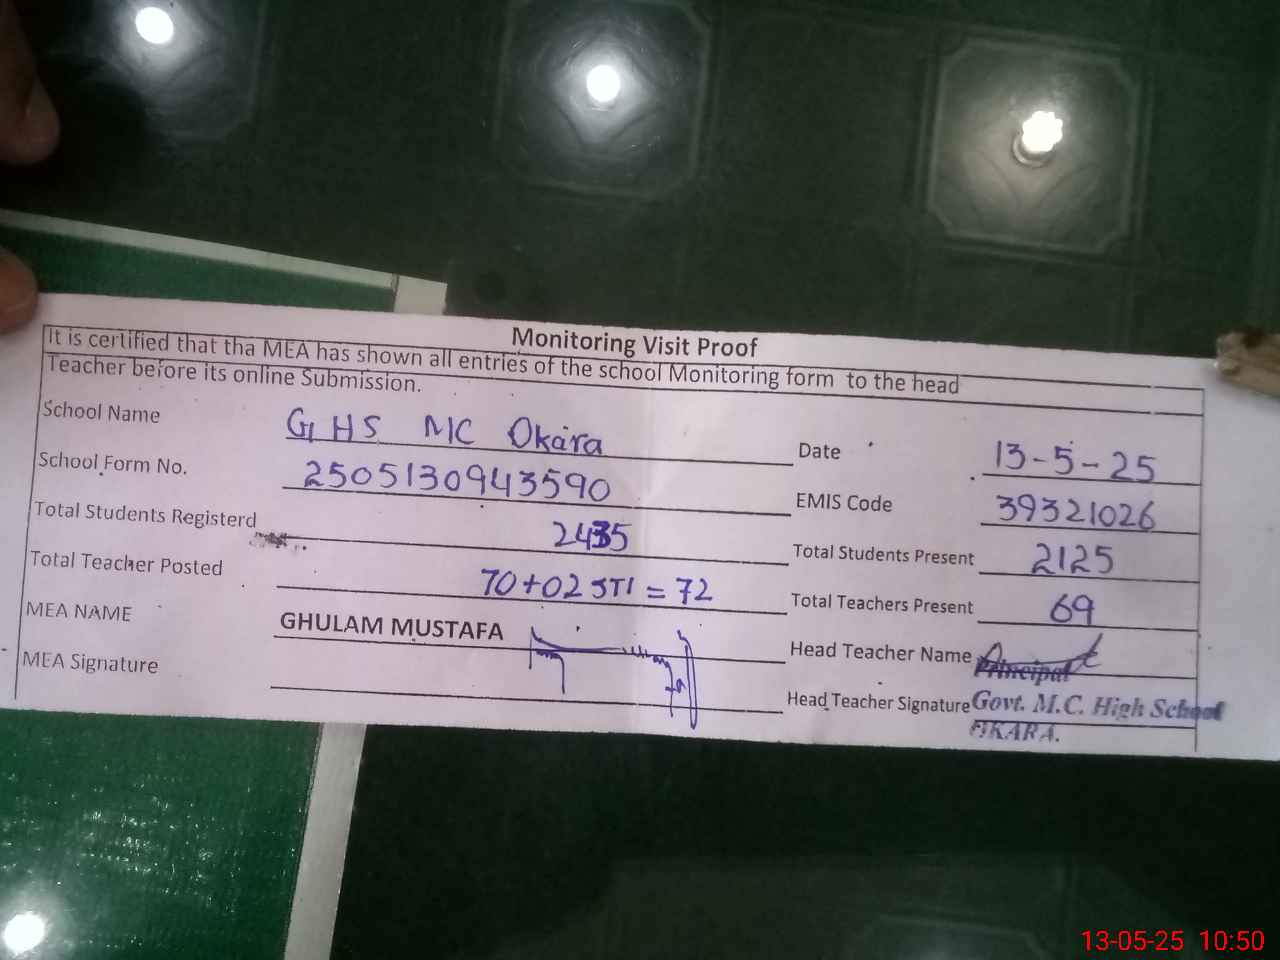 Monitoring Visit Proof
It is certified that tha MEA has shown all entries of the school Monitoring form to the head
Teacher before its online Submission.
School Name GHS MC Okara Date 13-5-25
School Form No. 2505130943590 EMIS Code 39321026
Total Students Registerd 2435 Total Students Present 2125
Total Teacher Posted 70+02 STI = 72 Total Teachers Present 69
MEA NAME GHULAM MUSTAFA Head Teacher Name
Principal
MEA Signature Head Teacher Signature Govt. M.C. High School
OKARA.
13-05-25 10:50